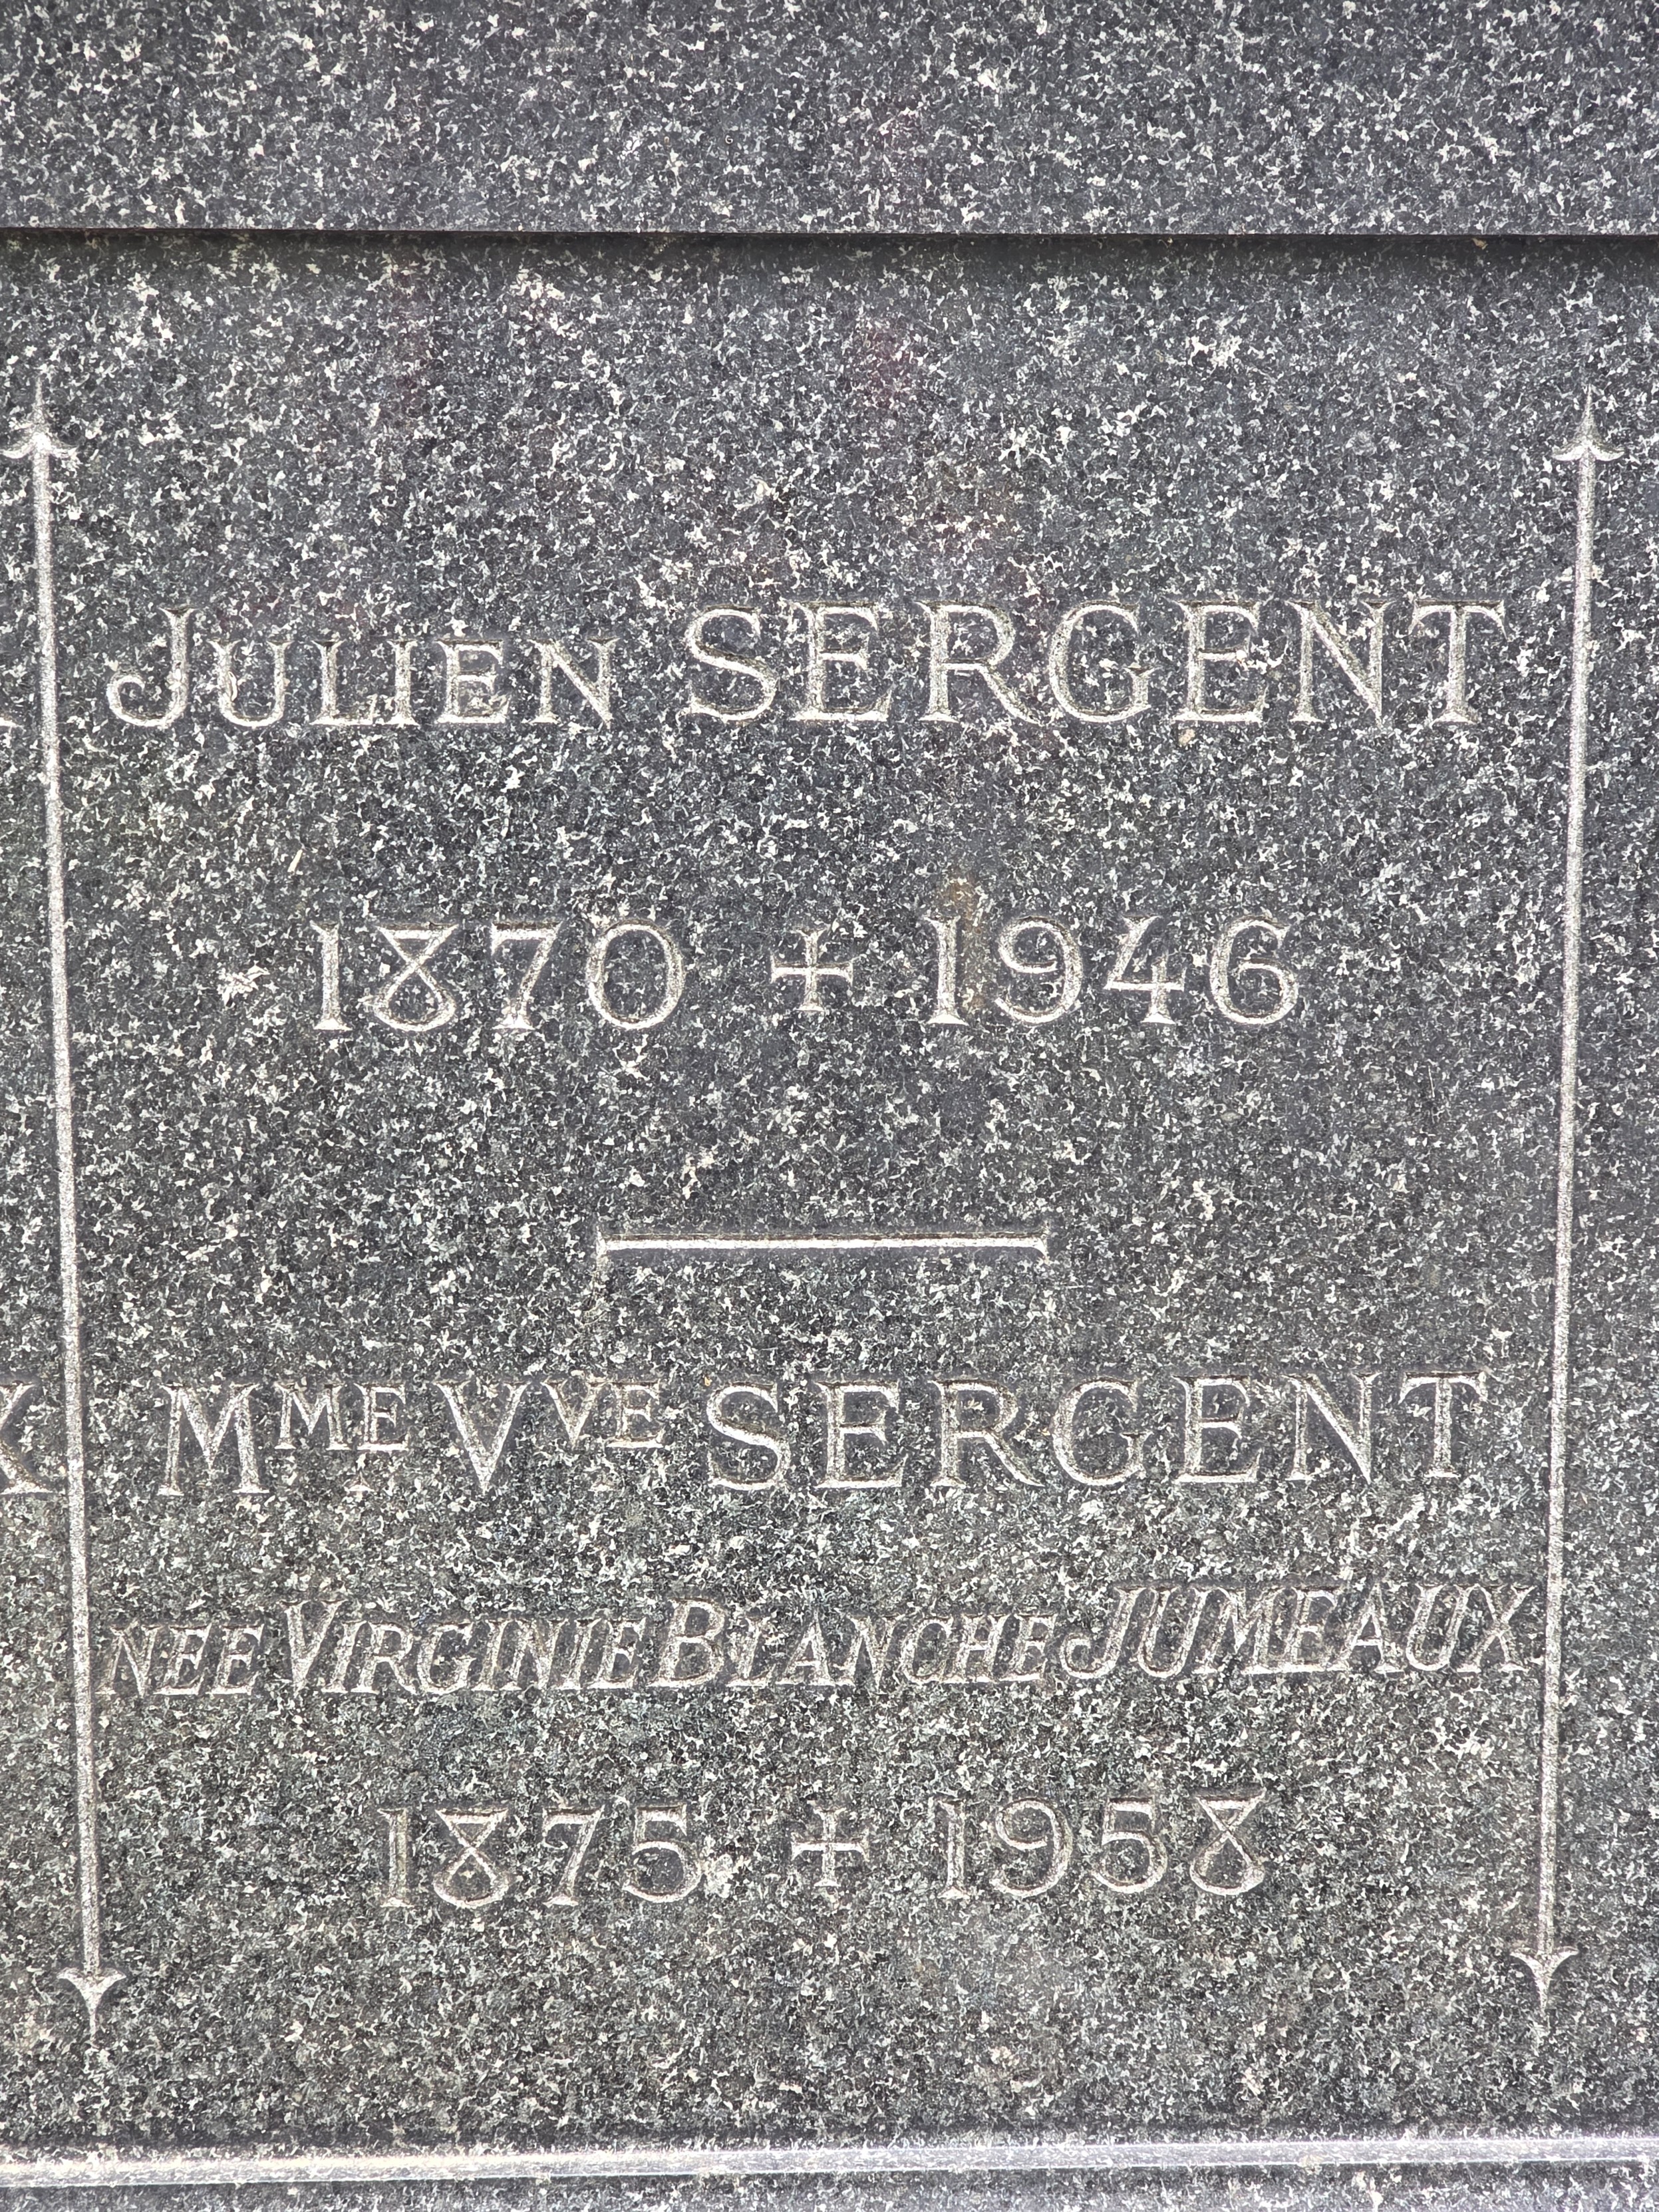 JULIEN SERGENT
1870 + 1946
MME VVE SERGENT
NEE VIRGINIE BLANCHE JUMEAUX
1875 + 1958